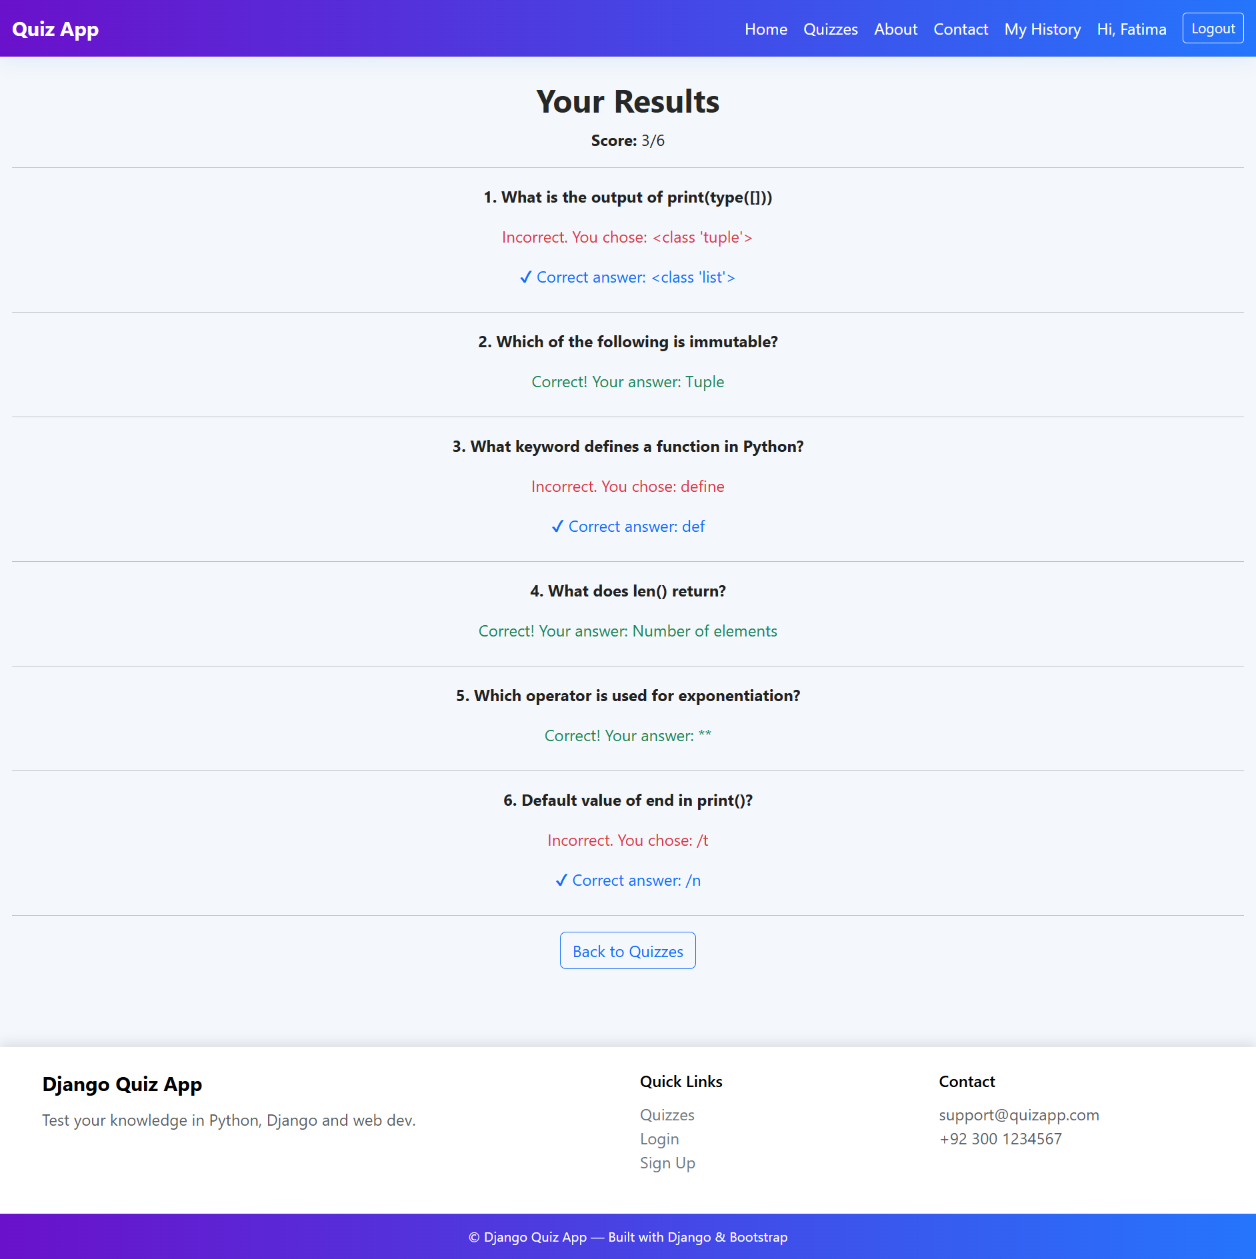 Quiz App
Home Quizzes About Contact My History Hi, Fatima Logout
Your Results
Score: 3/6
1. What is the output of print(type([]))
Incorrect. You chose: <class 'tuple'>
✓ Correct answer: <class 'list'>
2. Which of the following is immutable?
Correct! Your answer: Tuple
3. What keyword defines a function in Python?
Incorrect. You chose: define
✓ Correct answer: def
4. What does len() return?
Correct! Your answer: Number of elements
5. Which operator is used for exponentiation?
Correct! Your answer: **
6. Default value of end in print()?
Incorrect. You chose: /t
✓ Correct answer: /n
Back to Quizzes
Django Quiz App
Test your knowledge in Python, Django and web dev.
Quick Links
Quizzes
Login
Sign Up
Contact
support@quizapp.com
+92 300 1234567
© Django Quiz App — Built with Django & Bootstrap